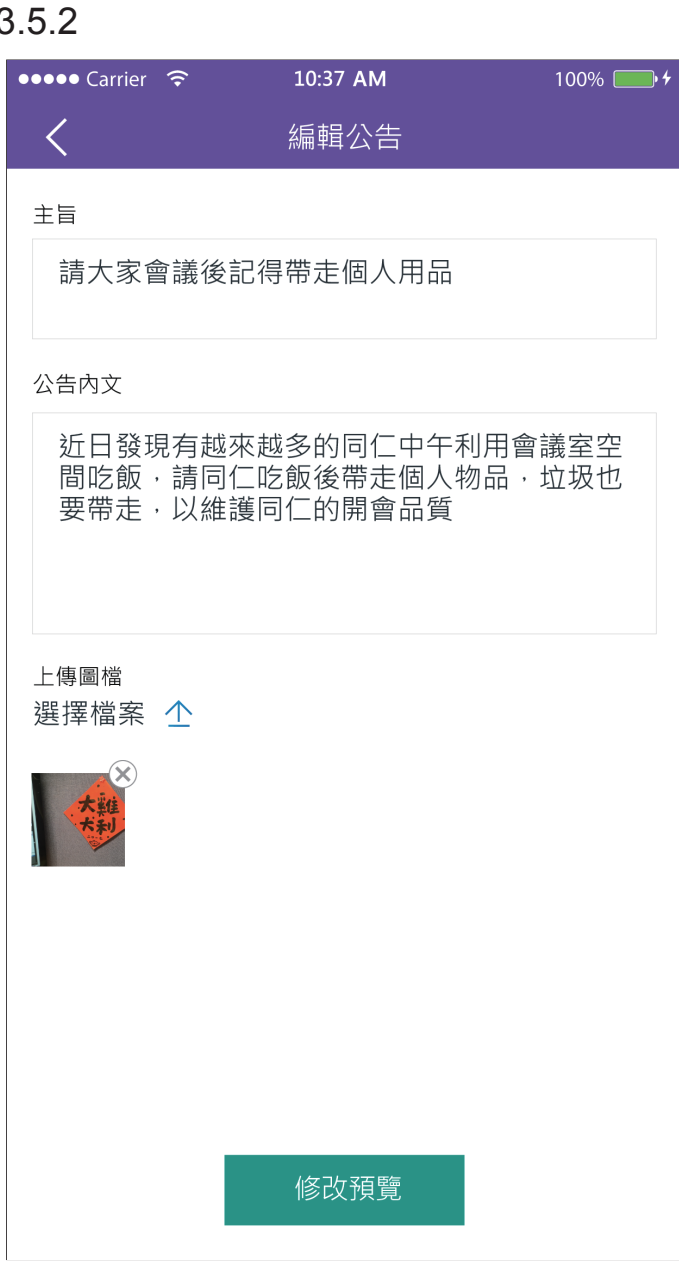 3.5.2
Carrier 10:37 AM 100%
編輯公告
主旨
請大家會議後記得帶走個人用品
公告內文
近日發現有越來越多的同仁中午利用會議室空
間吃飯，請同仁吃飯後帶走個人物品，垃圾也
要帶走，以維護同仁的開會品質
上傳圖檔
選擇檔案
大雞
大利
修改預覽